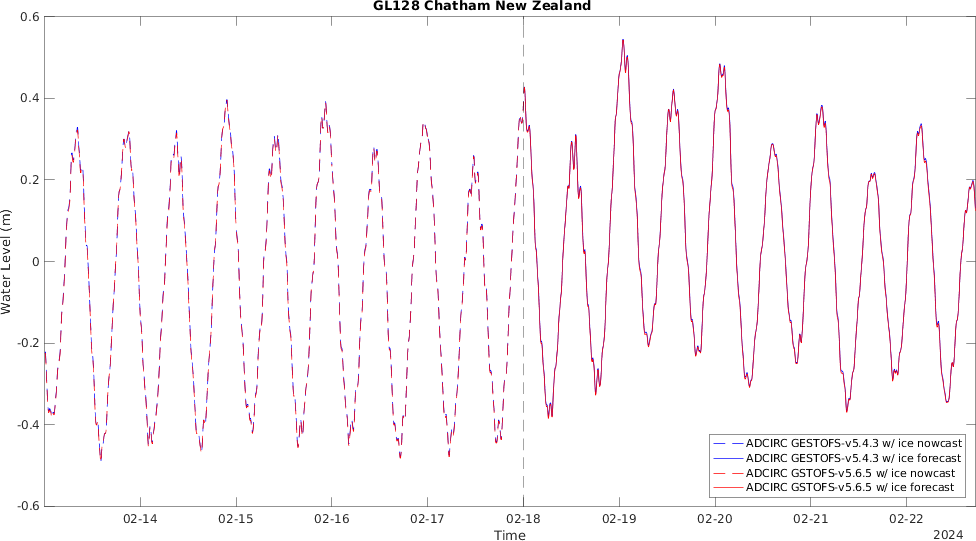 GL128 Chatham New Zealand
0.6
0.4
0.2
0
-0.2
-0.4
-0.6
Water Level (m)
02-14 02-15 02-16 02-17 02-18 02-19 02-20 02-21 02-22
Time
2024
ADCIRC GESTOFS-v5.4.3 w/ ice nowcast
ADCIRC GESTOFS-v5.4.3 w/ ice forecast
ADCIRC GSTOFS-v5.6.5 w/ ice nowcast
ADCIRC GSTOFS-v5.6.5 w/ ice forecast